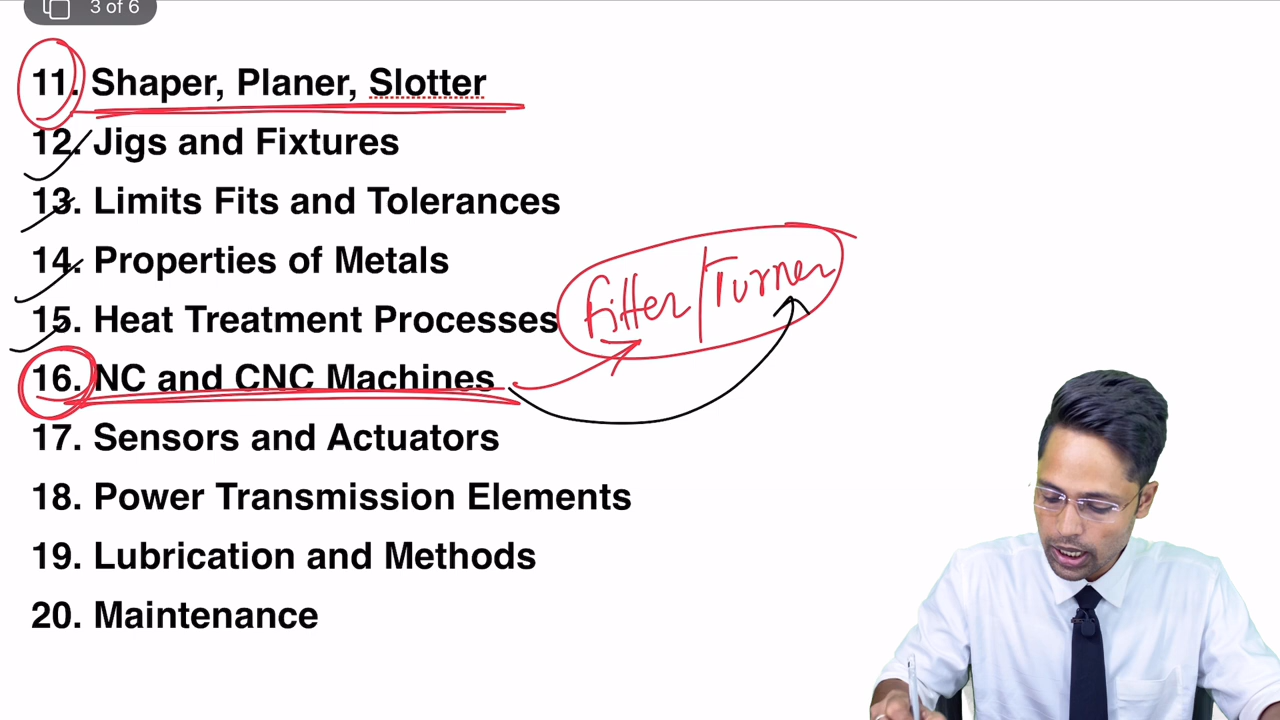 3 of 6
11. Shaper, Planer, Slotter
12. Jigs and Fixtures
13. Limits Fits and Tolerances
14. Properties of Metals
15. Heat Treatment Processes
Fitter/Turner
16. NC and CNC Machines
17. Sensors and Actuators
18. Power Transmission Elements
19. Lubrication and Methods
20. Maintenance